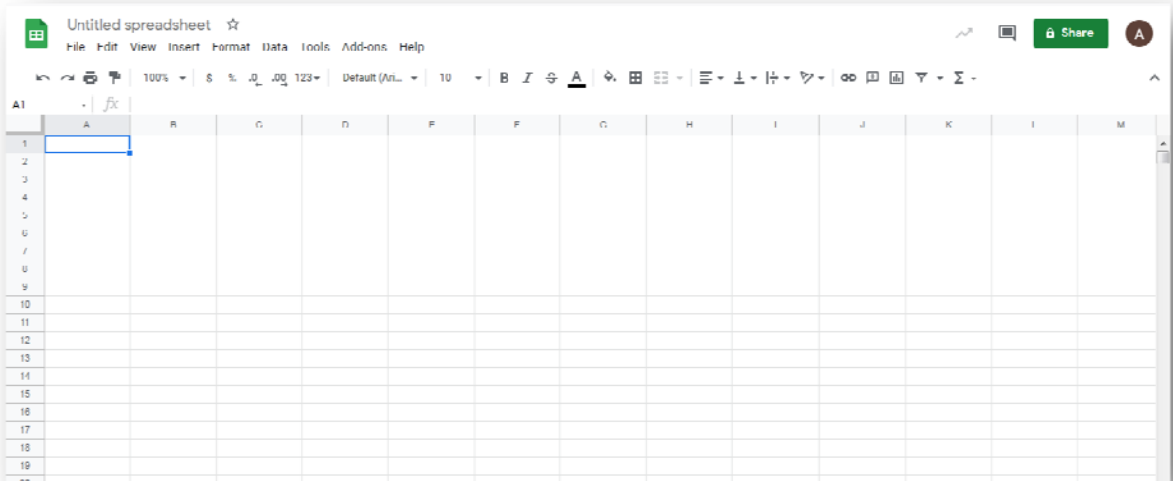 Untitled spreadsheet
File Edit View Insert Format Data Tools Add-ons Help
Share
A
100% $ % .0 .00 123 Default (Ari... 10 B I S A
A1 fx
A B C D E F G H I J K L M
1
2
3
4
5
6
7
8
9
10
11
12
13
14
15
16
17
18
19